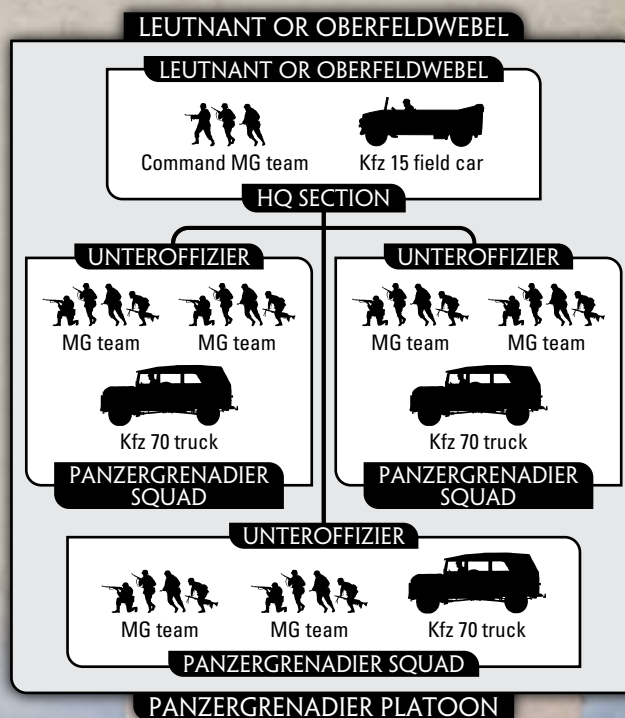 LEUTNANT OR OBERFELDWEBEL
LEUTNANT OR OBERFELDWEBEL
Command MG team Kfz 15 field car
HQ SECTION
UNTEROFFIZIER
MG team MG team
Kfz 70 truck
PANZERGRENADIER
SQUAD
UNTEROFFIZIER
MG team MG team
Kfz 70 truck
PANZERGRENADIER
SQUAD
UNTEROFFIZIER
MG team MG team Kfz 70 truck
PANZERGRENADIER SQUAD
PANZERGRENADIER PLATOON